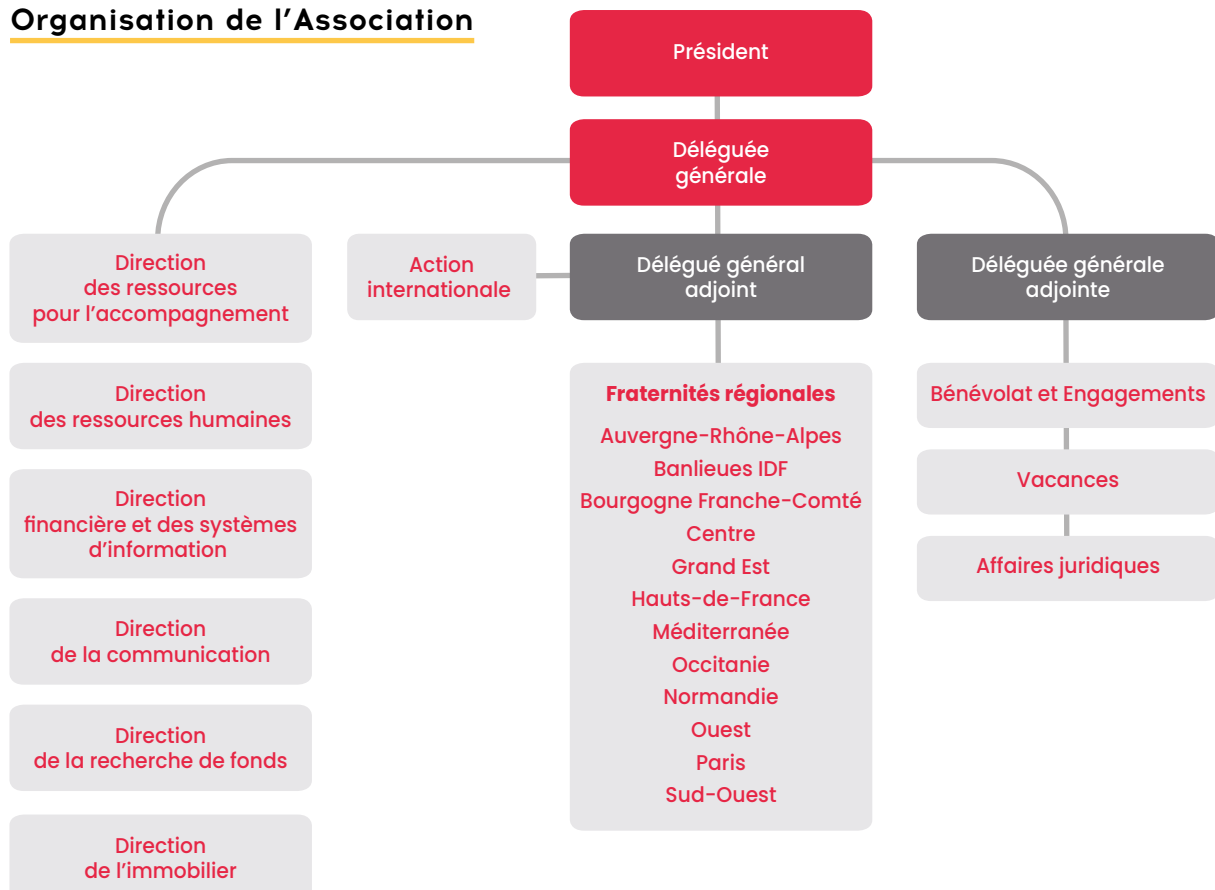 Organisation de l’Association
Président
Déléguée
générale
Direction
des ressources
pour l’accompagnement
Direction
des ressources humaines
Direction
financière et des systèmes
d’information
Direction
de la communication
Direction
de la recherche de fonds
Direction
de l’immobilier
Action
internationale
Délégué général
adjoint
Fraternités régionales
Auvergne-Rhône-Alpes
Banlieues IDF
Bourgogne Franche-Comté
Centre
Grand Est
Hauts-de-France
Méditerranée
Occitanie
Normandie
Ouest
Paris
Sud-Ouest
Déléguée générale
adjointe
Bénévolat et Engagements
Vacances
Affaires juridiques